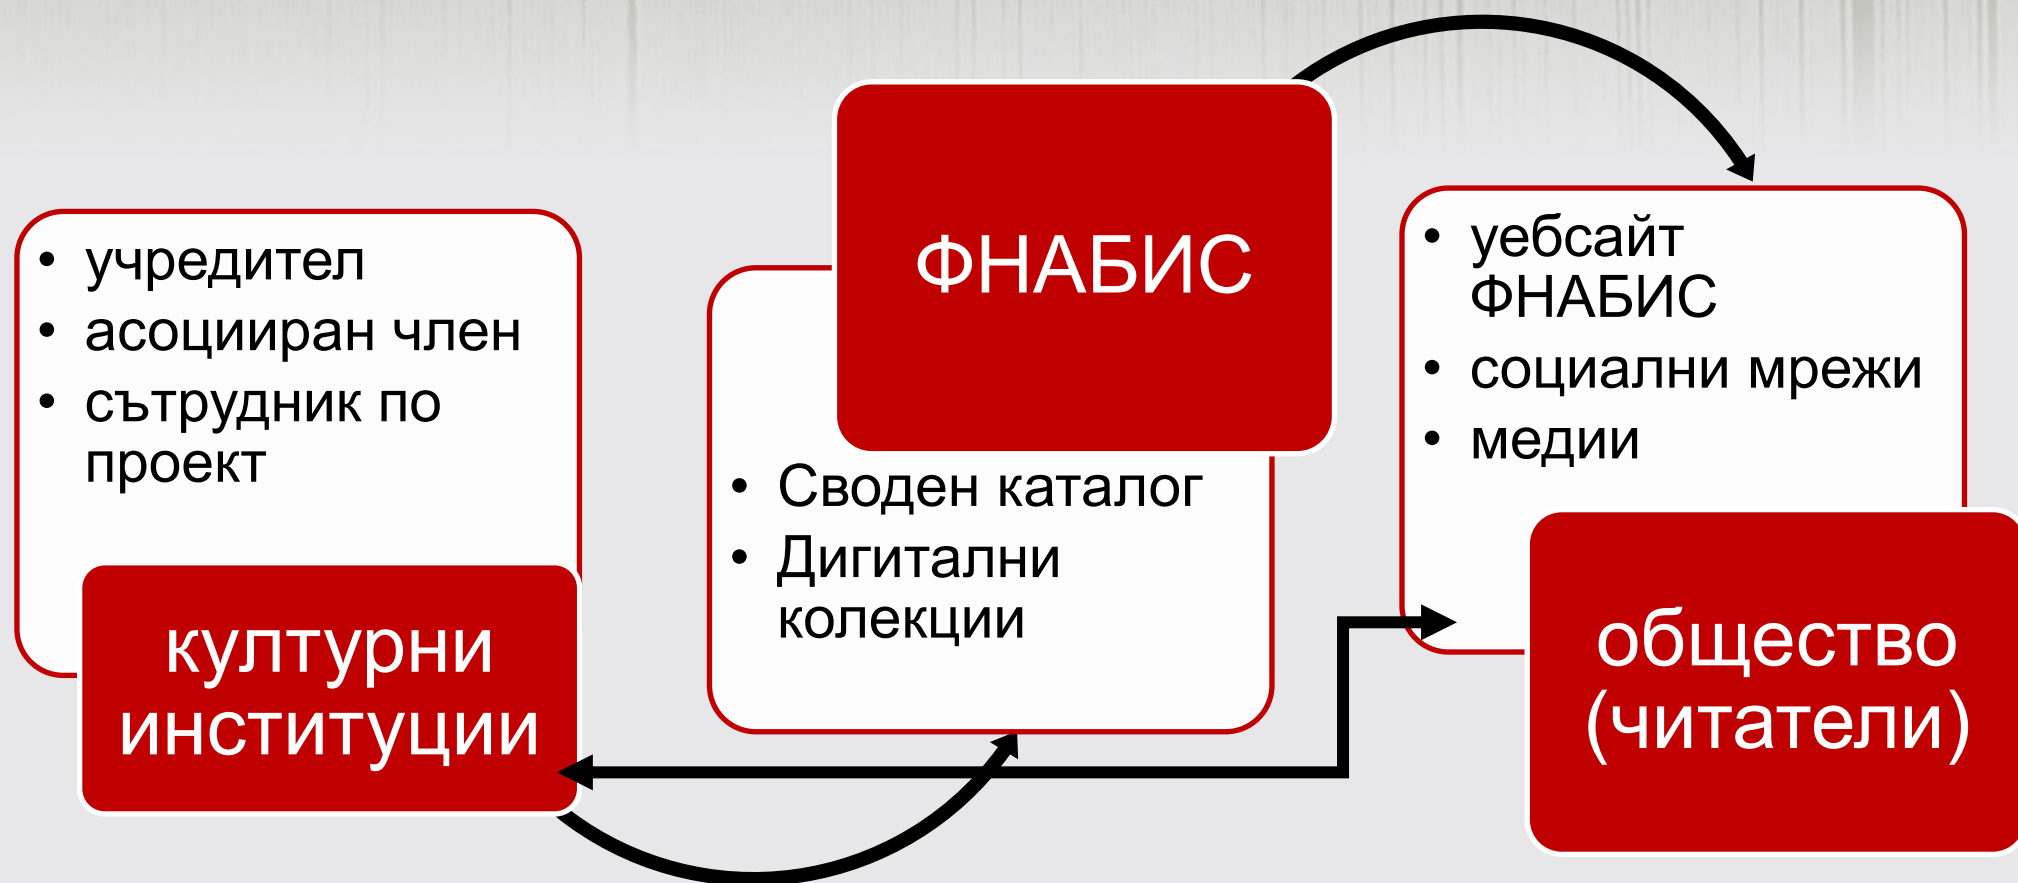 учредител
асоцииран член
сътрудник по
проект
културни
институции
ФНАБИС
Своден каталог
Дигитални
колекции
уебсайт
ФНАБИС
социални мрежи
медии
общество
(читатели)